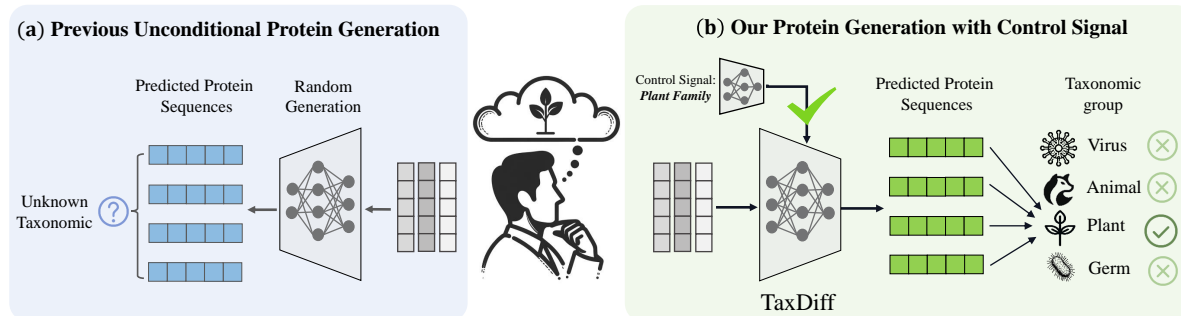 (a) Previous Unconditional Protein Generation
Predicted Protein
Sequences
Random
Generation
Unknown
Taxonomic
?
(b) Our Protein Generation with Control Signal
Control Signal:
Plant Family
Predicted Protein
Sequences
Taxonomic
group
Virus
Animal
Plant
Germ
TaxDiff